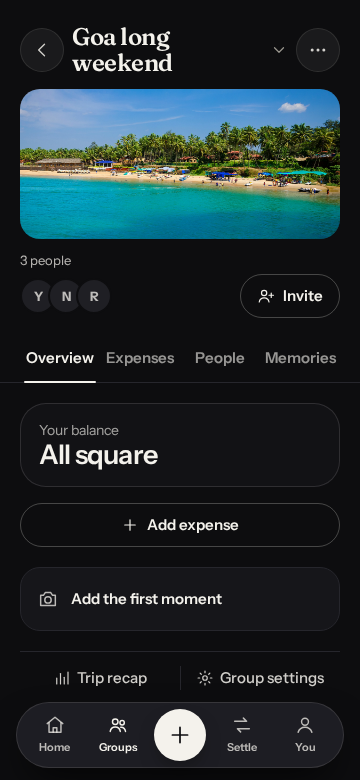 Goa long
weekend
3 people
Y N R
Invite
Overview Expenses People Memories
Your balance
All square
Add expense
Add the first moment
Trip recap Group settings
Home Groups Settle You